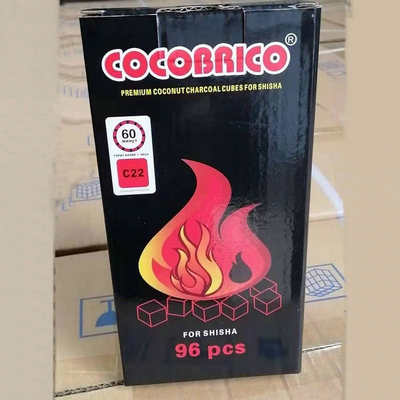 COCOBRICO®
PREMIUM COCONUT CHARCOAL CUBES FOR SHISHA
60
C22
FOR SHISHA
96 pcs